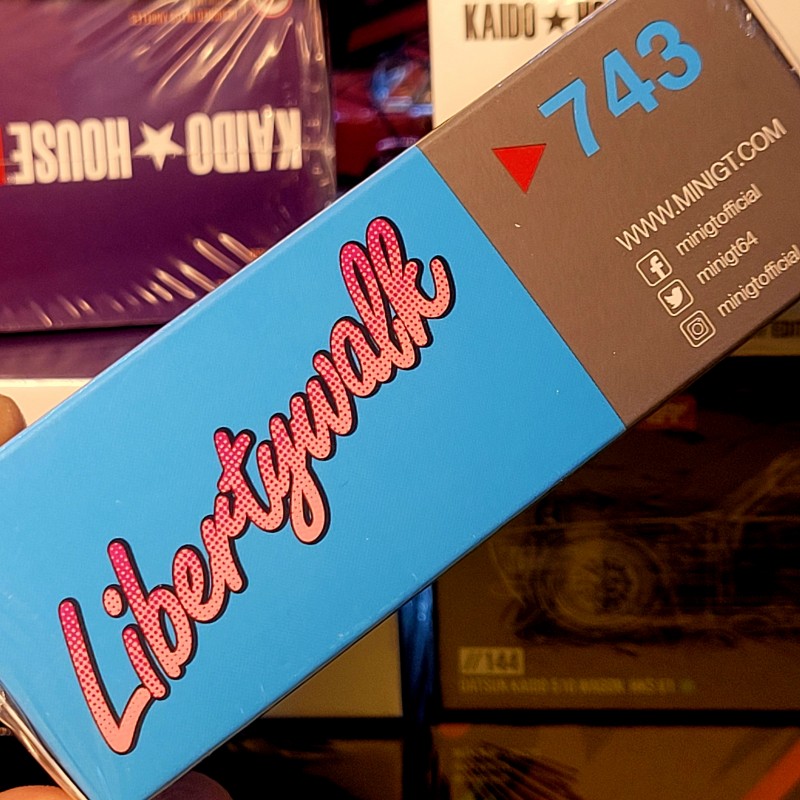 KAIDO★HOUSE
KAIDO★HO
743
WWW.MINIGT.COM
minigtofficial
minigt64
minigtofficial
Libertywalk
///144
DATSUN KAIDO 510 WAGON